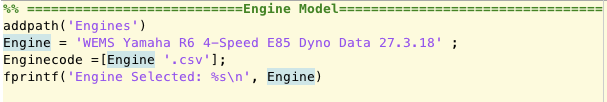 %% ===========================Engine Model=================================
addpath('Engines')
Engine = 'WEMS Yamaha R6 4-Speed E85 Dyno Data 27.3.18' ;
Enginecode =[Engine '.csv'];
fprintf('Engine Selected: %s\n', Engine)